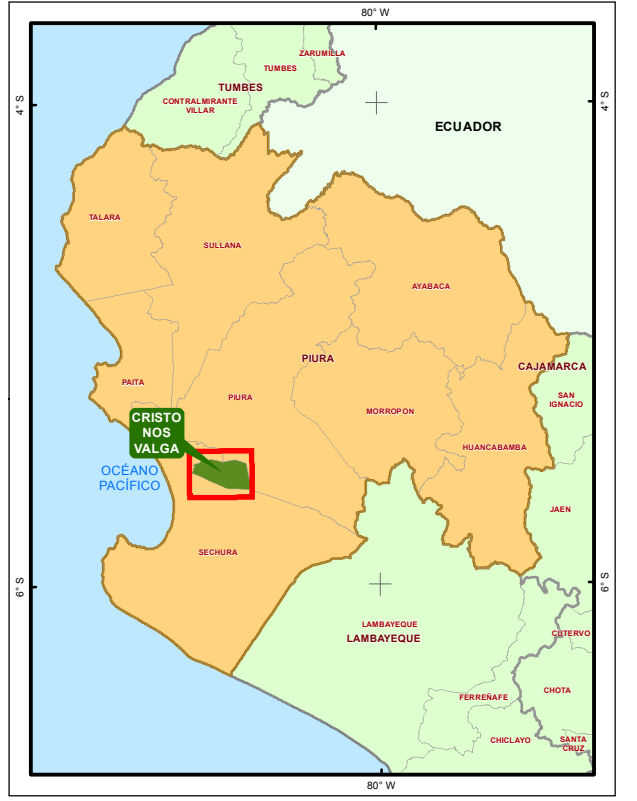 80° W
ZARUMILLA
TUMBES
TUMBES
CONTRALMIRANTE
VILLAR
4° S
4° S
ECUADOR
TALARA
SULLANA
AYABACA
PIURA
CAJAMARCA
PAITA
PIURA
SAN
IGNACIO
MORROPON
CRISTO
NOS
VALGA
HUANCABAMBA
OCÉANO
PACÍFICO
JAEN
SECHURA
6° S
6° S
LAMBAYEQUE
LAMBAYEQUE
CUTERVO
FERREÑAFE
CHOTA
CHICLAYO
SANTA
CRUZ
80° W